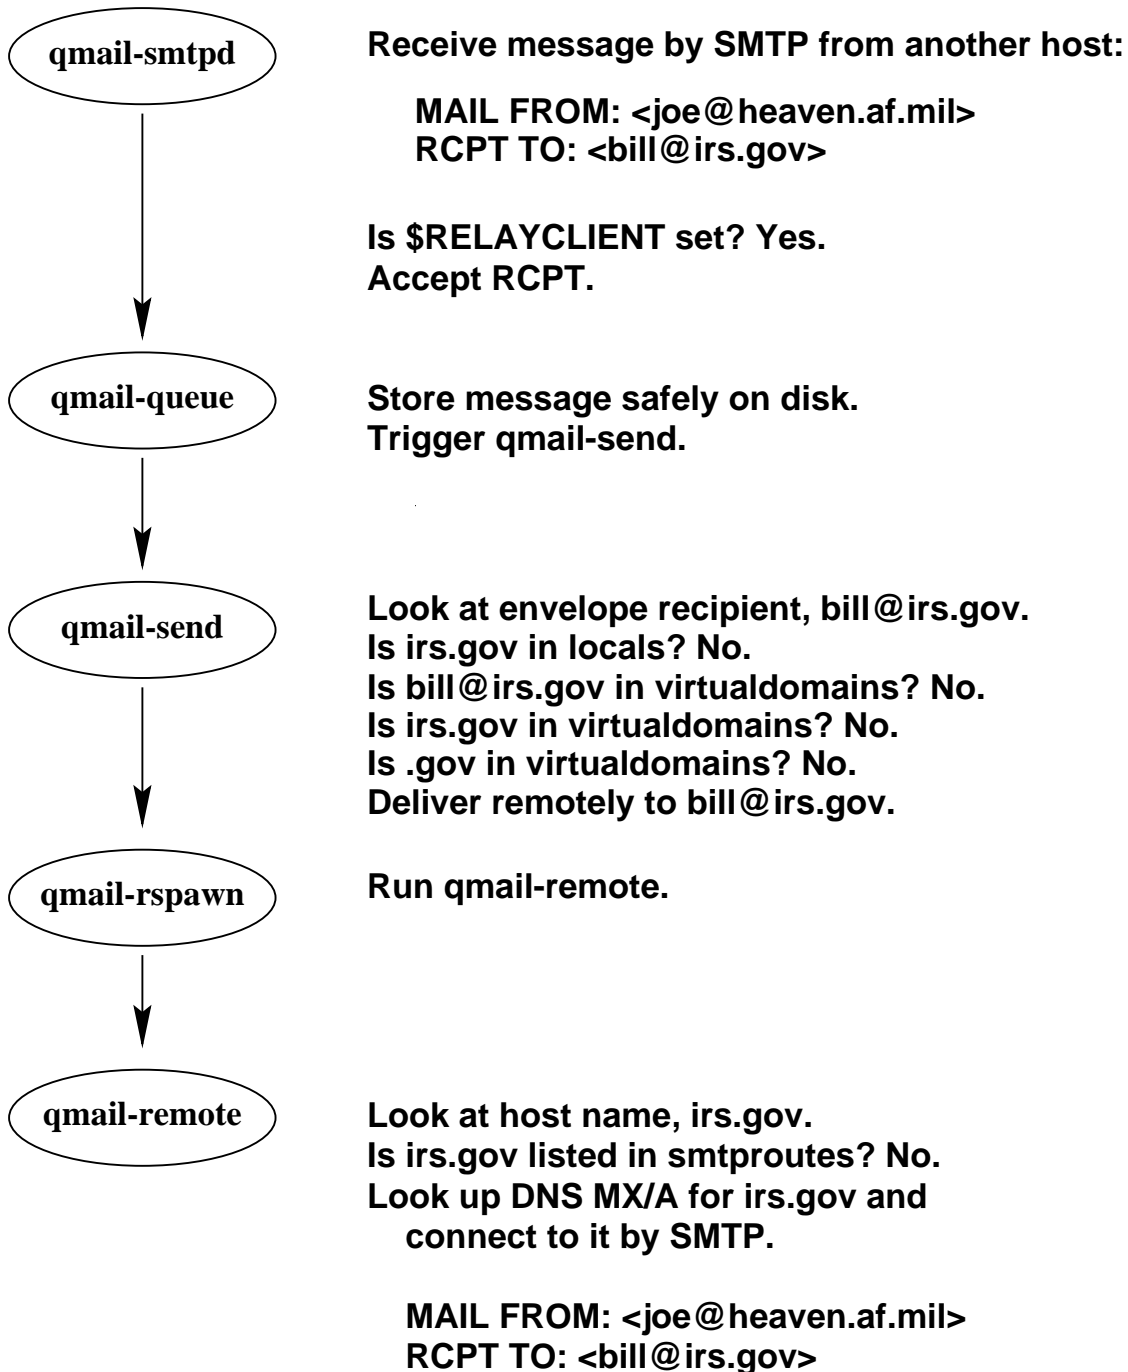 qmail-smtpd
Receive message by SMTP from another host:
MAIL FROM: <joe@heaven.af.mil>
RCPT TO: <bill@irs.gov>
Is $RELAYCLIENT set? Yes.
Accept RCPT.
qmail-queue
Store message safely on disk.
Trigger qmail-send.
qmail-send
Look at envelope recipient, bill@irs.gov.
Is irs.gov in locals? No.
Is bill@irs.gov in virtualdomains? No.
Is irs.gov in virtualdomains? No.
Is .gov in virtualdomains? No.
Deliver remotely to bill@irs.gov.
qmail-rspawn
Run qmail-remote.
qmail-remote
Look at host name, irs.gov.
Is irs.gov listed in smtproutes? No.
Look up DNS MX/A for irs.gov and
connect to it by SMTP.
MAIL FROM: <joe@heaven.af.mil>
RCPT TO: <bill@irs.gov>